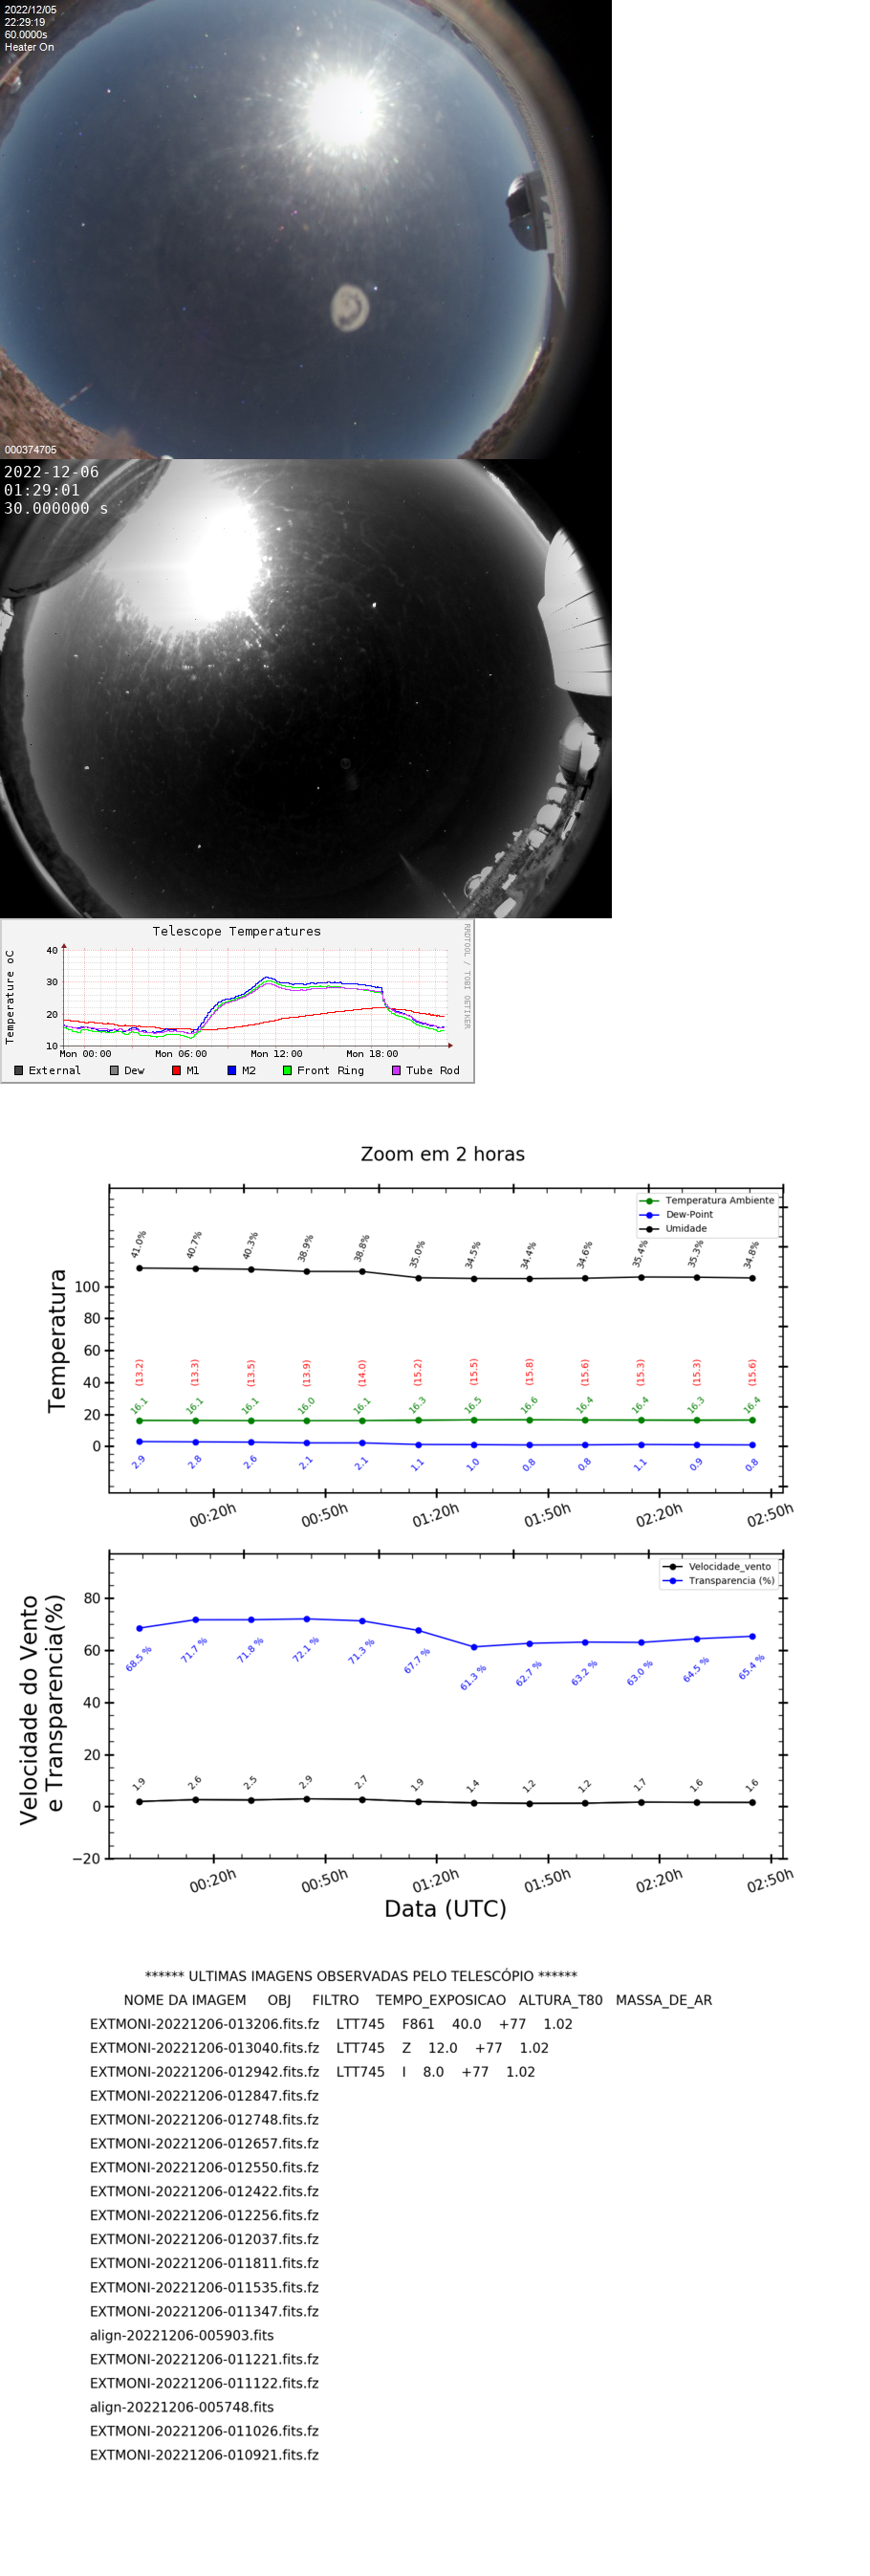 2022/12/05
22:29:19
60.0000s
Heater On
000374705
2022-12-06
01:29:01
30.000000 s
Telescope Temperatures
RRDTOOL / TOBI OETIKER
Temperature oC
40
30
20
10
Mon 00:00 Mon 06:00 Mon 12:00 Mon 18:00
External Dew M1 M2 Front Ring Tube Rod
Zoom em 2 horas
Temperatura Ambiente
Dew-Point
Umidade
41.0% 40.7% 40.3% 38.9% 38.8% 35.0% 34.5% 34.4% 34.6% 35.4% 35.3% 34.8%
Temperatura
100
80
60
40
20
0
(13.2) (13.3) (13.5) (13.9) (14.0) (15.2) (15.5) (15.8) (15.6) (15.3) (15.3) (15.6)
16.1 16.1 16.1 16.0 16.1 16.3 16.5 16.6 16.4 16.4 16.3 16.4
2.9 2.8 2.6 2.1 2.1 1.1 1.0 0.8 0.8 1.1 0.9 0.8
00:20h 00:50h 01:20h 01:50h 02:20h 02:50h
Velocidade_vento
Transparencia (%)
Velocidade do Vento
e Transparencia(%)
80
60
40
20
0
−20
68.5 % 71.7 % 71.8 % 72.1 % 71.3 % 67.7 % 61.3 % 62.7 % 63.2 % 63.0 % 64.5 % 65.4 %
1.9 2.6 2.5 2.9 2.7 1.9 1.4 1.2 1.2 1.7 1.6 1.6
00:20h 00:50h 01:20h 01:50h 02:20h 02:50h
Data (UTC)
****** ULTIMAS IMAGENS OBSERVADAS PELO TELESCÓPIO ******
NOME DA IMAGEM OBJ FILTRO TEMPO_EXPOSICAO ALTURA_T80 MASSA_DE_AR
EXTMONI-20221206-013206.fits.fz LTT745 F861 40.0 +77 1.02
EXTMONI-20221206-013040.fits.fz LTT745 Z 12.0 +77 1.02
EXTMONI-20221206-012942.fits.fz LTT745 I 8.0 +77 1.02
EXTMONI-20221206-012847.fits.fz
EXTMONI-20221206-012748.fits.fz
EXTMONI-20221206-012657.fits.fz
EXTMONI-20221206-012550.fits.fz
EXTMONI-20221206-012422.fits.fz
EXTMONI-20221206-012256.fits.fz
EXTMONI-20221206-012037.fits.fz
EXTMONI-20221206-011811.fits.fz
EXTMONI-20221206-011535.fits.fz
EXTMONI-20221206-011347.fits.fz
align-20221206-005903.fits
EXTMONI-20221206-011221.fits.fz
EXTMONI-20221206-011122.fits.fz
align-20221206-005748.fits
EXTMONI-20221206-011026.fits.fz
EXTMONI-20221206-010921.fits.fz